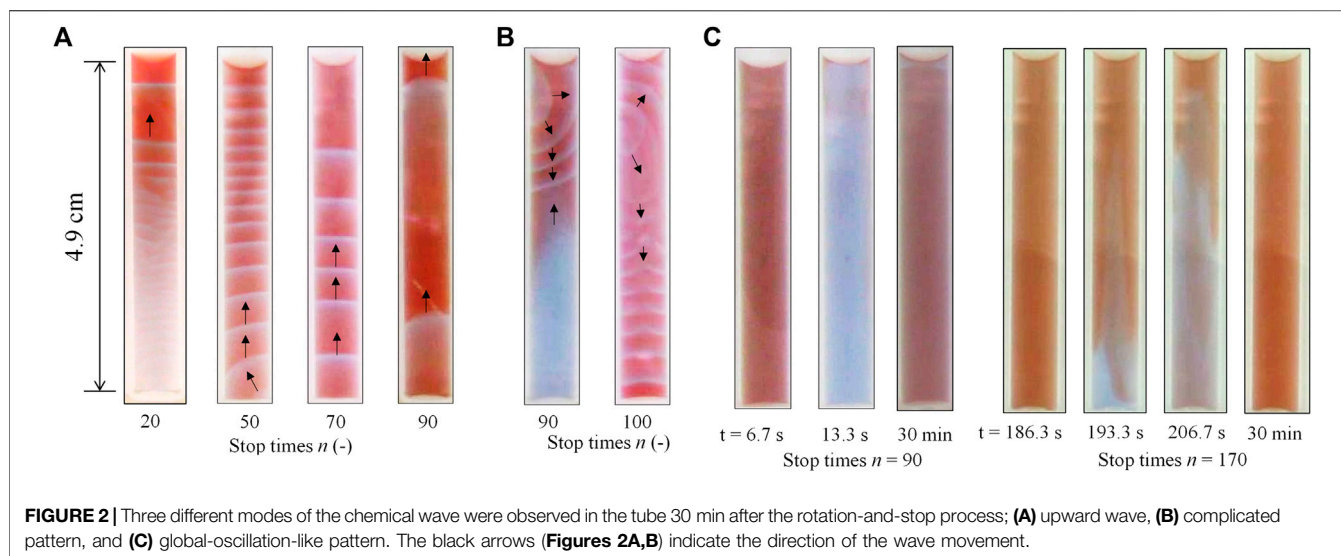 A
B
C
4.9 cm
20
50
70
90
Stop times n (-)
90
100
Stop times n (-)
t = 6.7 s
13.3 s
30 min
Stop times n = 90
t = 186.3 s
193.3 s
206.7 s
30 min
Stop times n = 170
FIGURE 2 | Three different modes of the chemical wave were observed in the tube 30 min after the rotation-and-stop process; (A) upward wave, (B) complicated
pattern, and (C) global-oscillation-like pattern. The black arrows (Figures 2A,B) indicate the direction of the wave movement.